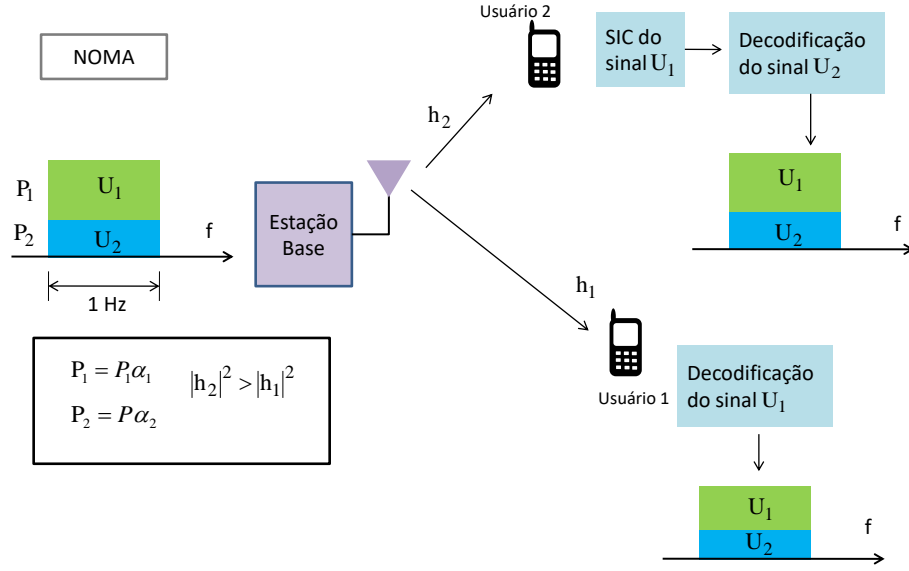 NOMA
P₁
U₁
P₂
U₂
f
1 Hz
P₁ = P₁α₁
|h₂|² > |h₁|²
P₂ = Pα₂
Estação
Base
h₂
h₁
Usuário 2
SIC do
sinal U₁
Decodificação
do sinal U₂
U₁
U₂
f
Usuário 1
Decodificação
do sinal U₁
U₁
U₂
f